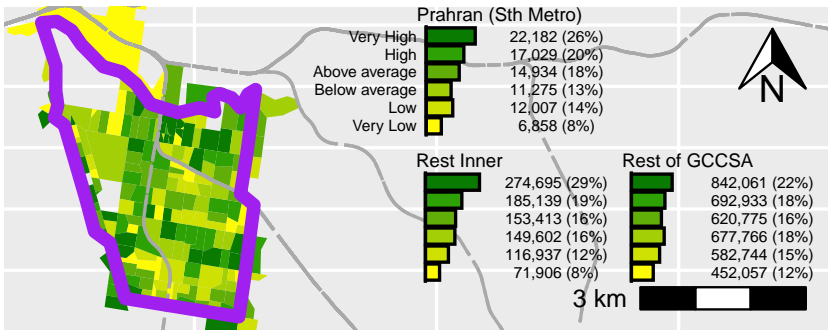 Prahran (Sth Metro)
Very High 22,182 (26%)
High 17,029 (20%)
Above average 14,934 (18%)
Below average 11,275 (13%)
Low 12,007 (14%)
Very Low 6,858 (8%)
N
Rest Inner
274,695 (29%)
185,139 (19%)
153,413 (16%)
149,602 (16%)
116,937 (12%)
71,906 (8%)
Rest of GCCSA
842,061 (22%)
692,933 (18%)
620,775 (16%)
677,766 (18%)
582,744 (15%)
452,057 (12%)
3 km